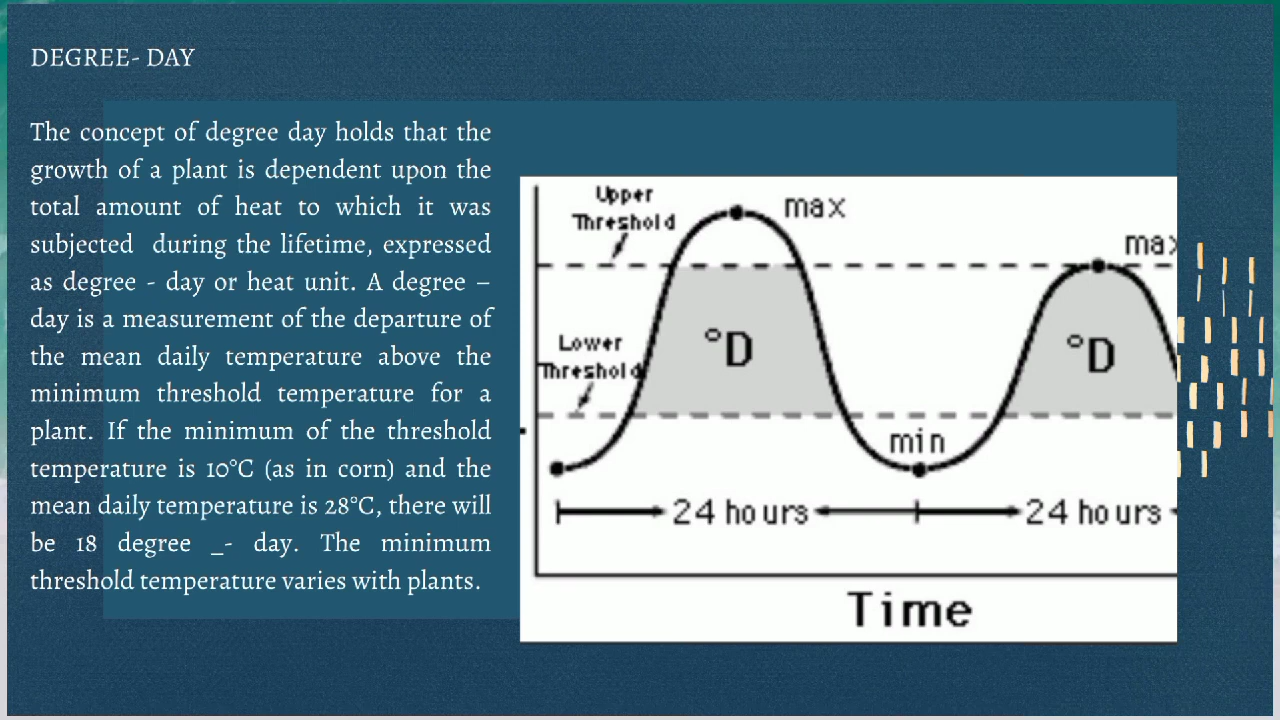 DEGREE- DAY
The concept of degree day holds that the
growth of a plant is dependent upon the
total amount of heat to which it was
subjected during the lifetime, expressed
as degree - day or heat unit. A degree –
day is a measurement of the departure of
the mean daily temperature above the
minimum threshold temperature for a
plant. If the minimum of the threshold
temperature is 10°C (as in corn) and the
mean daily temperature is 28°C, there will
be 18 degree _- day. The minimum
threshold temperature varies with plants.
Upper
Threshold
max
max
Lower
Threshold
°D
°D
min
24 hours
24 hours
Time